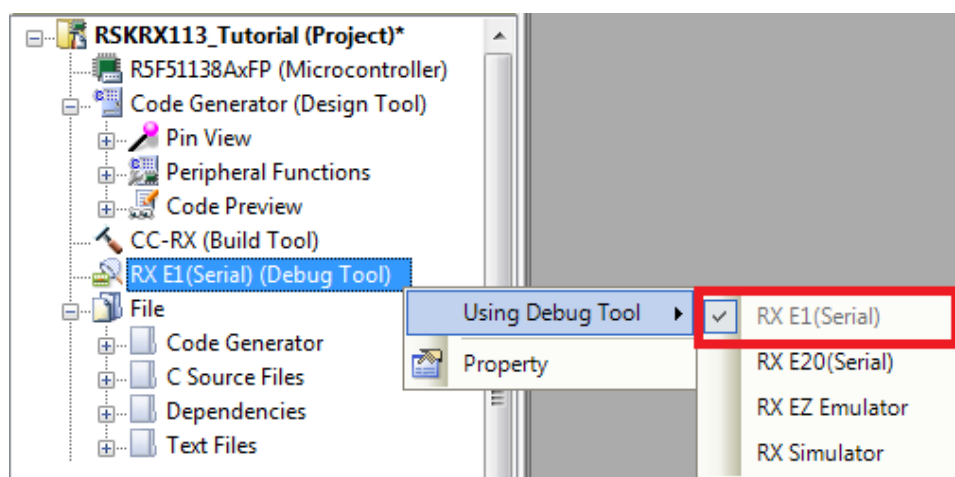 RSKRX113_Tutorial (Project)*
R5F51138AxFP (Microcontroller)
Code Generator (Design Tool)
Pin View
Peripheral Functions
Code Preview
CC-RX (Build Tool)
RX E1(Serial) (Debug Tool)
File
Code Generator
C Source Files
Dependencies
Text Files
Using Debug Tool
Property
RX E1(Serial)
RX E20(Serial)
RX EZ Emulator
RX Simulator